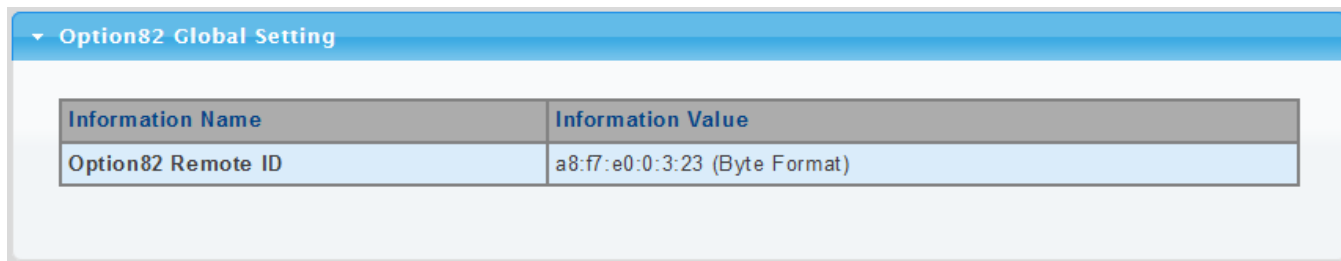 Option82 Global Setting
Information Name Information Value
Option82 Remote ID a8:f7:e0:0:3:23 (Byte Format)